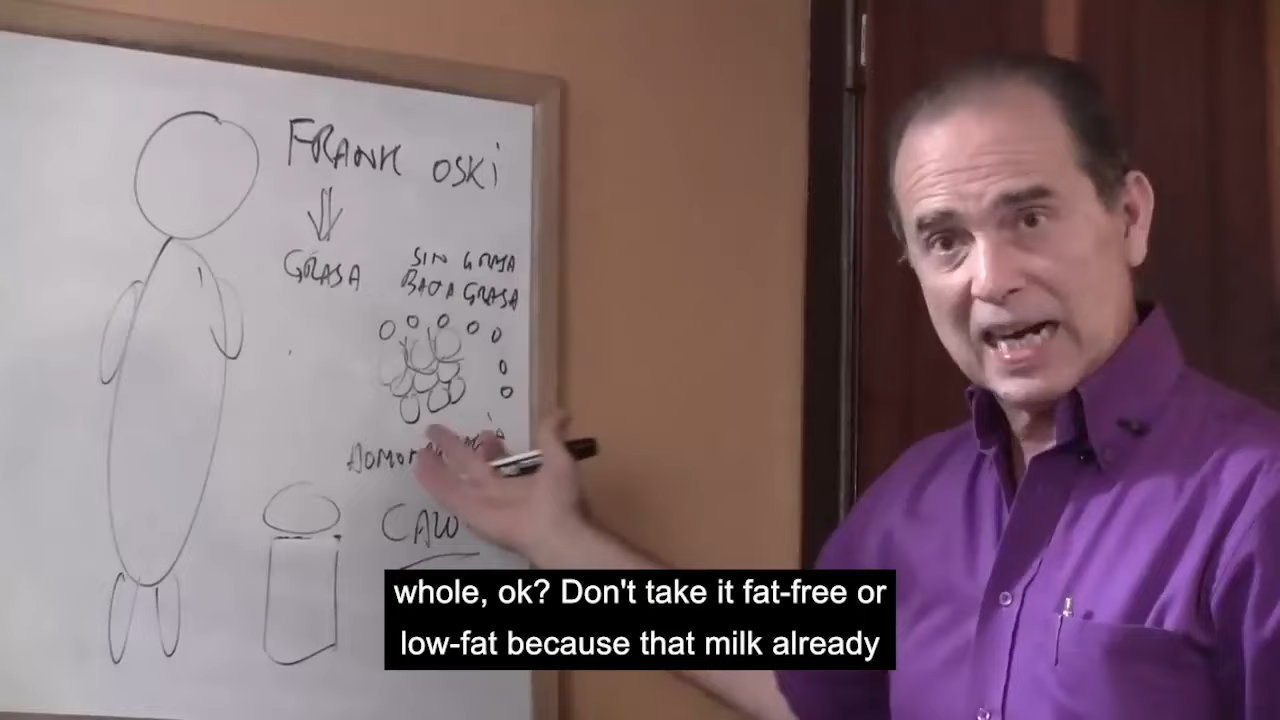 FRANK OSKI
GRASA
SIN GRASA
BAJA GRASA
whole, ok? Don't take it fat-free or
low-fat because that milk already